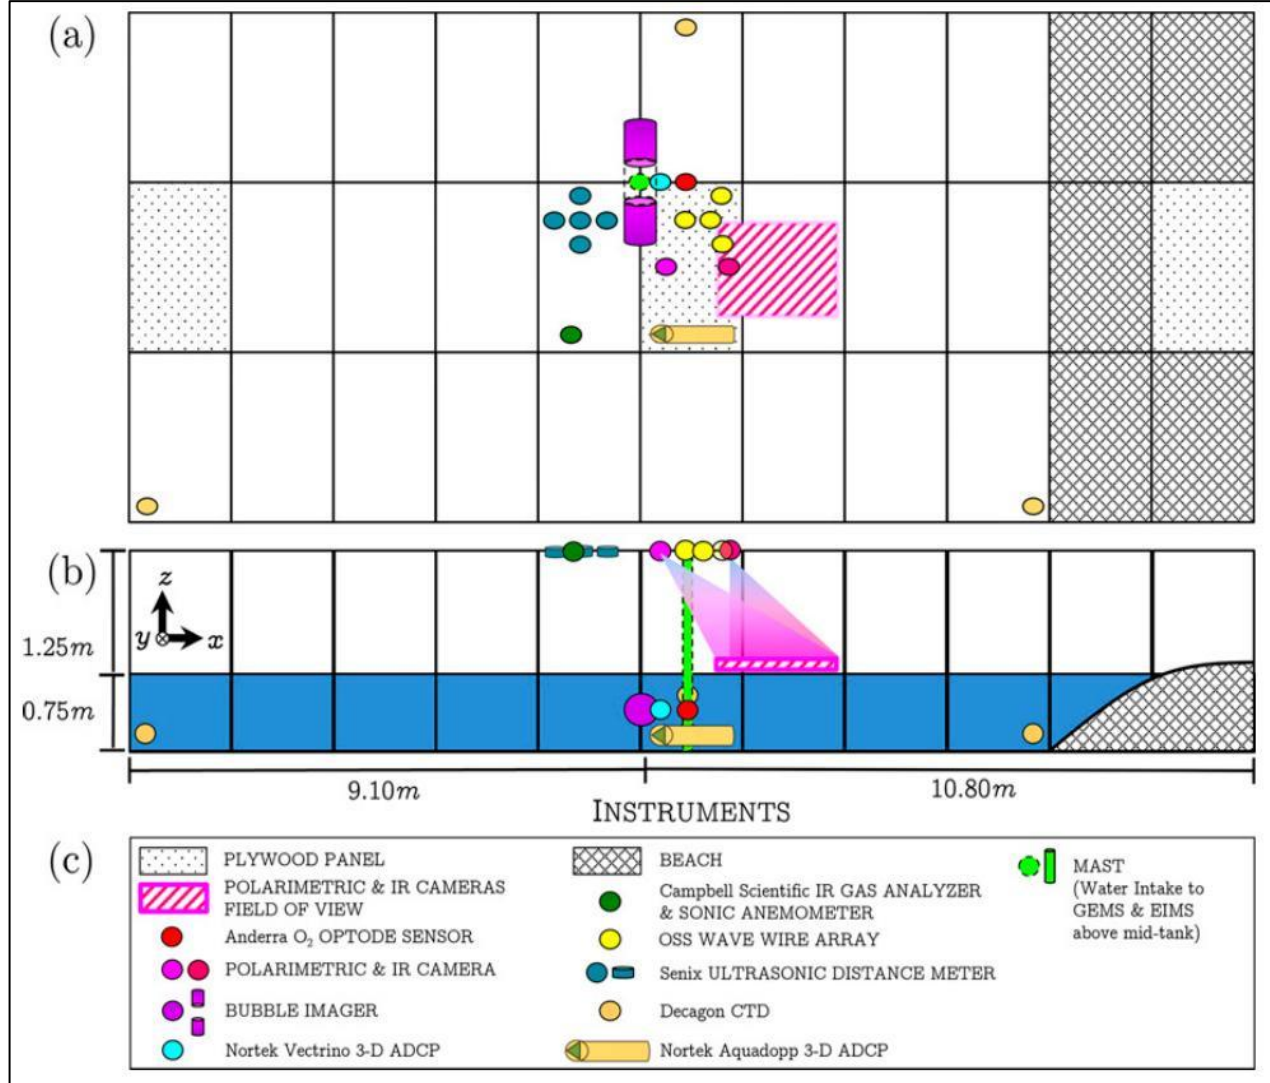 (a)
(b)
z
y
x
1.25m
0.75m
9.10m
10.80m
INSTRUMENTS
(c)
PLYWOOD PANEL
POLARIMETRIC & IR CAMERAS
FIELD OF VIEW
Anderra O₂ OPTODE SENSOR
POLARIMETRIC & IR CAMERA
BUBBLE IMAGER
Nortek Vectrino 3-D ADCP
BEACH
Campbell Scientific IR GAS ANALYZER
& SONIC ANEMOMETER
OSS WAVE WIRE ARRAY
Senix ULTRASONIC DISTANCE METER
Decagon CTD
Nortek Aquadopp 3-D ADCP
MAST
(Water Intake to
GEMS & EIMS
above mid-tank)